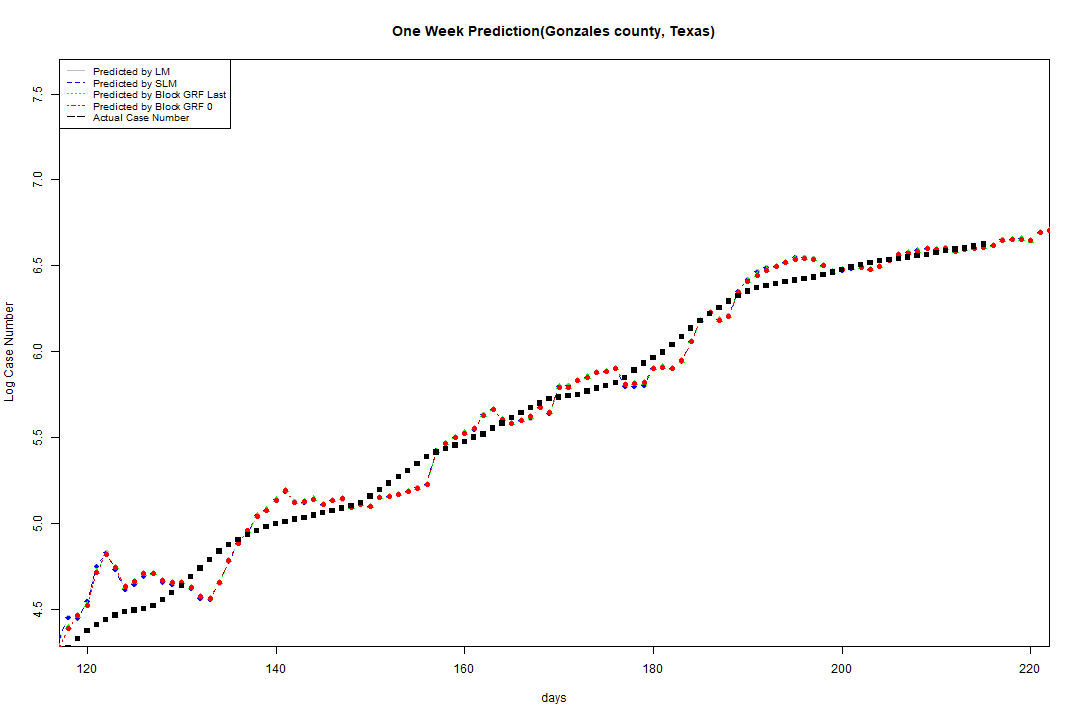 One Week Prediction(Gonzales county, Texas)
Predicted by LM
Predicted by SLM
Predicted by Block GRF Last
Predicted by Block GRF 0
Actual Case Number
7.5
7.0
6.5
6.0
5.5
5.0
4.5
Log Case Number
120 140 160 180 200 220
days